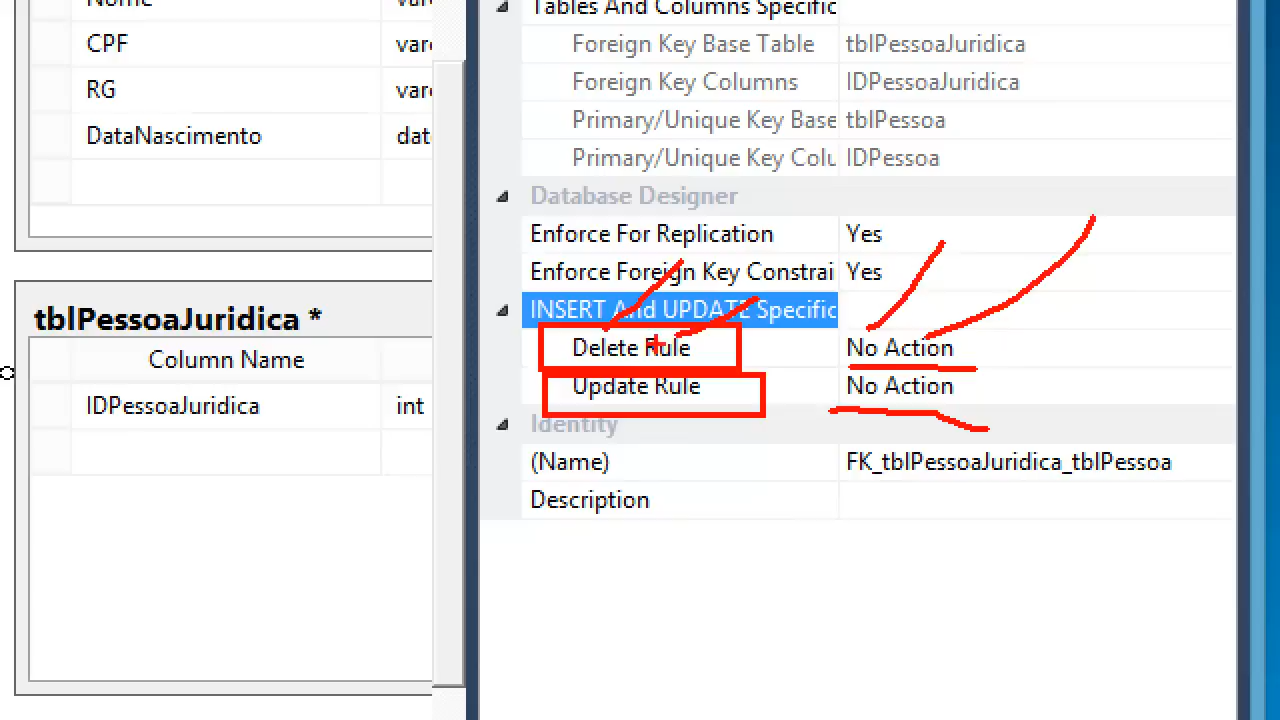 Nome
CPF
RG
DataNascimento
dat
tblPessoaJuridica *
Column Name
IDPessoaJuridica int
Tables And Columns Specific
Foreign Key Base Table tblPessoaJuridica
Foreign Key Columns IDPessoaJuridica
Primary/Unique Key Base tblPessoa
Primary/Unique Key Colu IDPessoa
Database Designer
Enforce For Replication Yes
Enforce Foreign Key Constrai Yes
INSERT And UPDATE Specific
Delete Rule No Action
Update Rule No Action
Identity
(Name) FK_tblPessoaJuridica_tblPessoa
Description